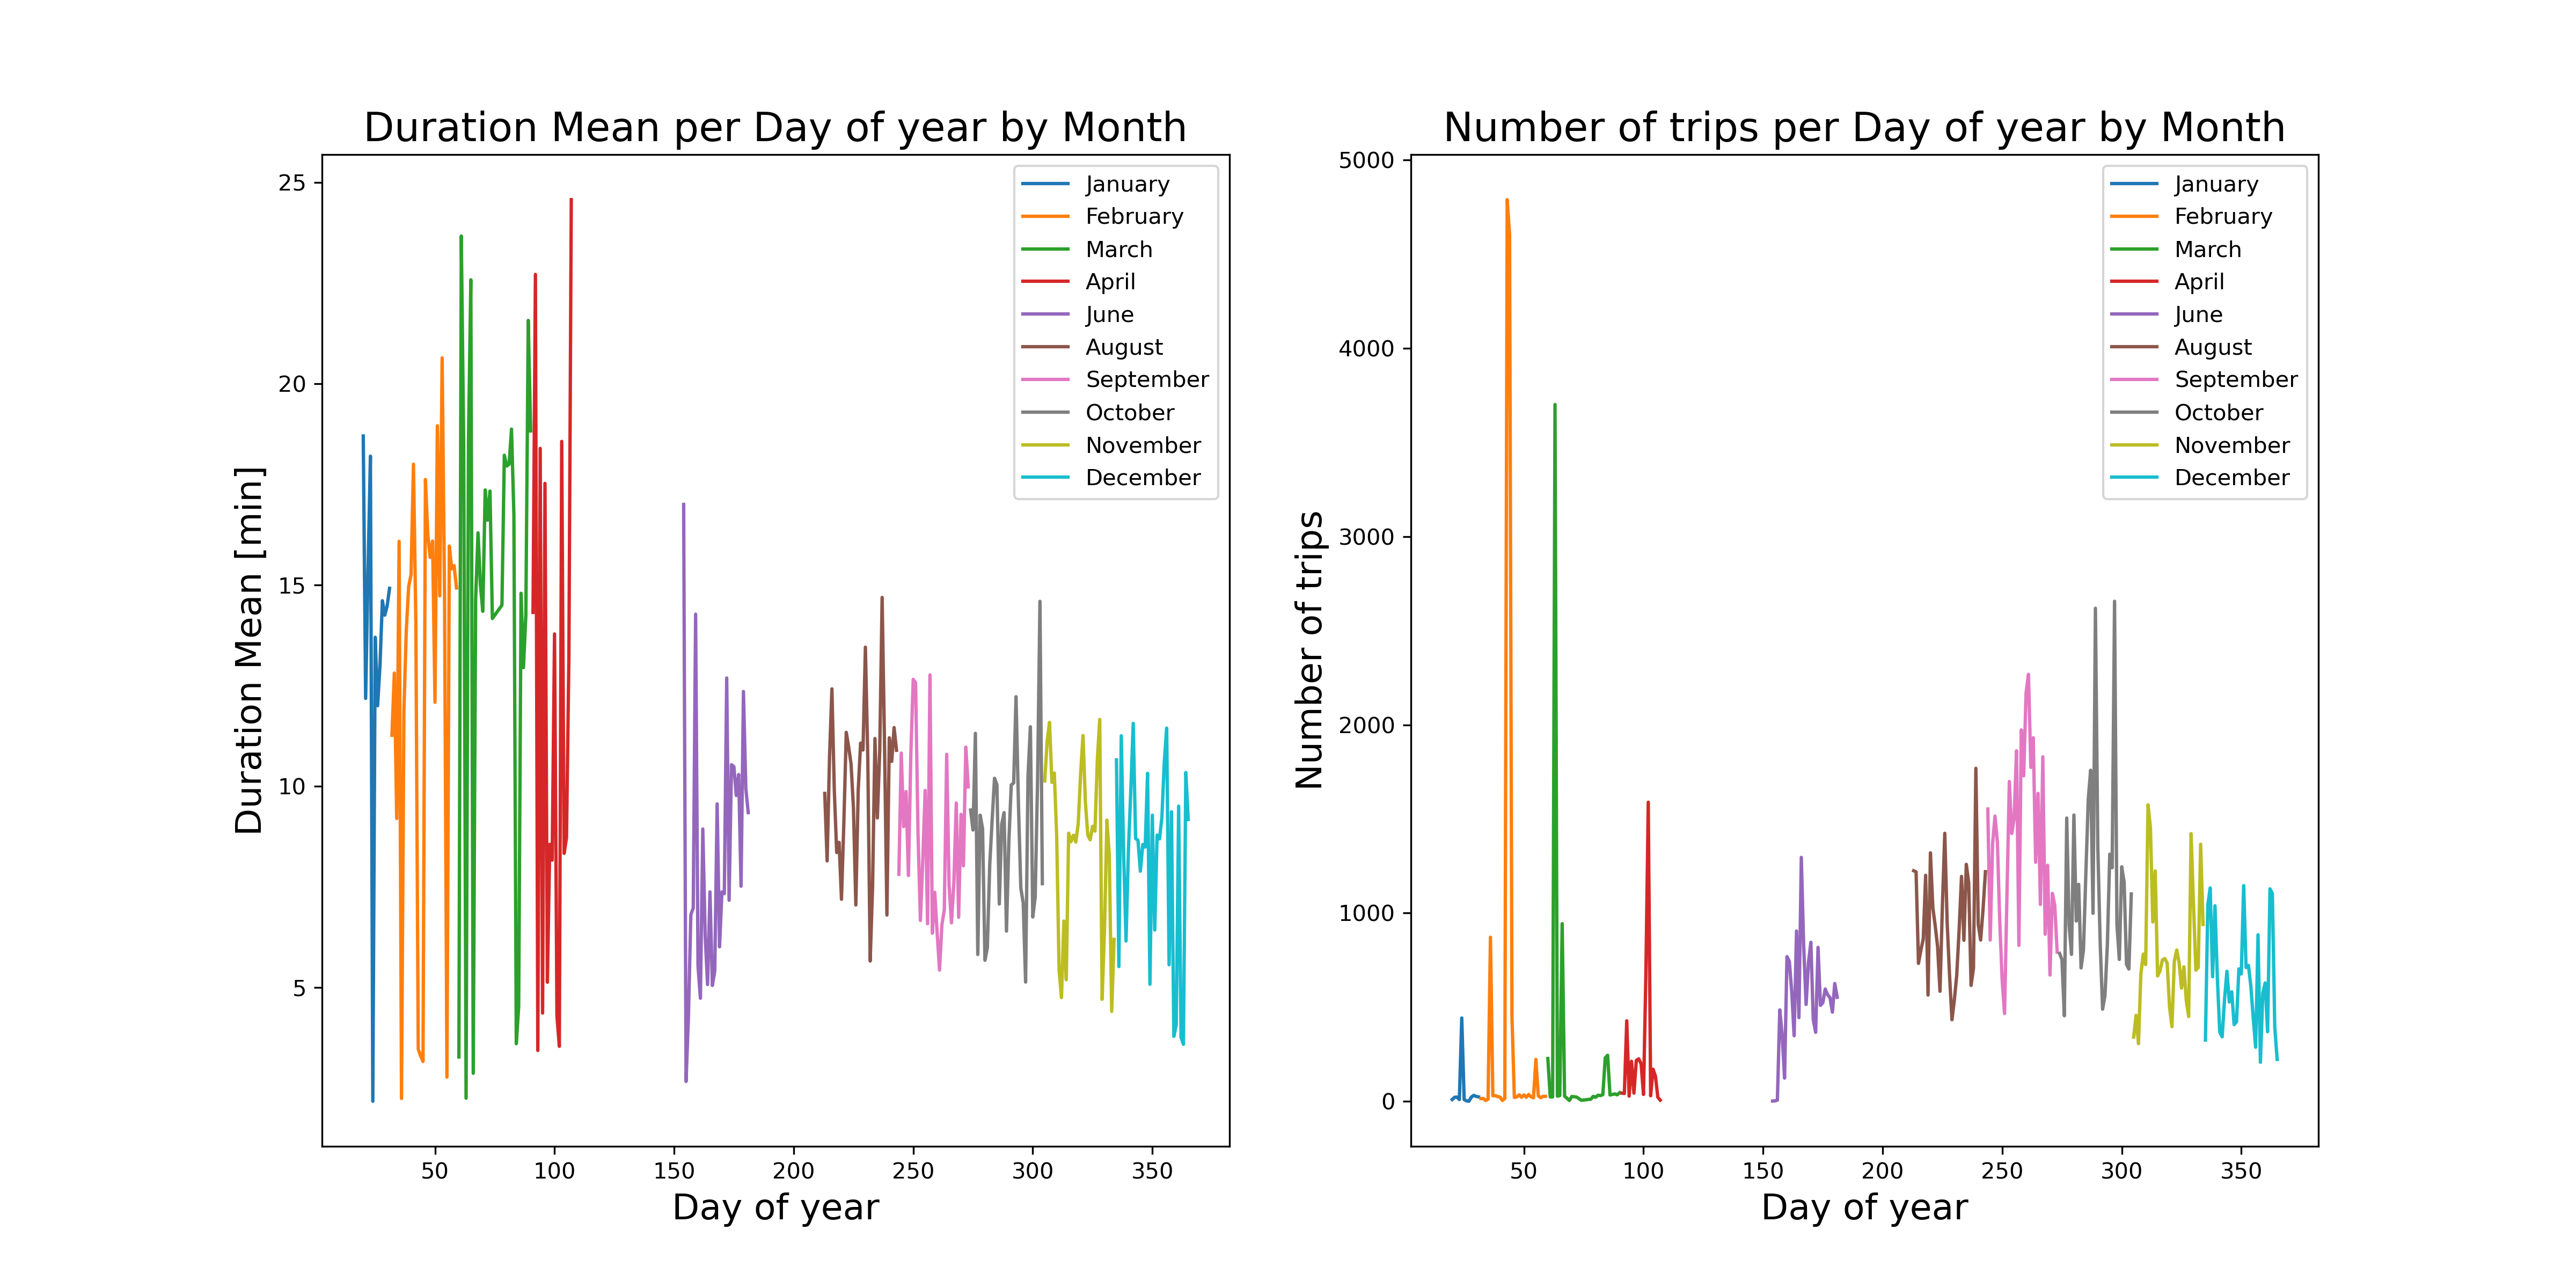 Duration Mean per Day of year by Month
25
20
15
10
5
50 100 150 200 250 300 350
Duration Mean [min]
Day of year
January
February
March
April
June
August
September
October
November
December
Number of trips per Day of year by Month
5000
4000
3000
2000
1000
0
50 100 150 200 250 300 350
Number of trips
Day of year
January
February
March
April
June
August
September
October
November
December